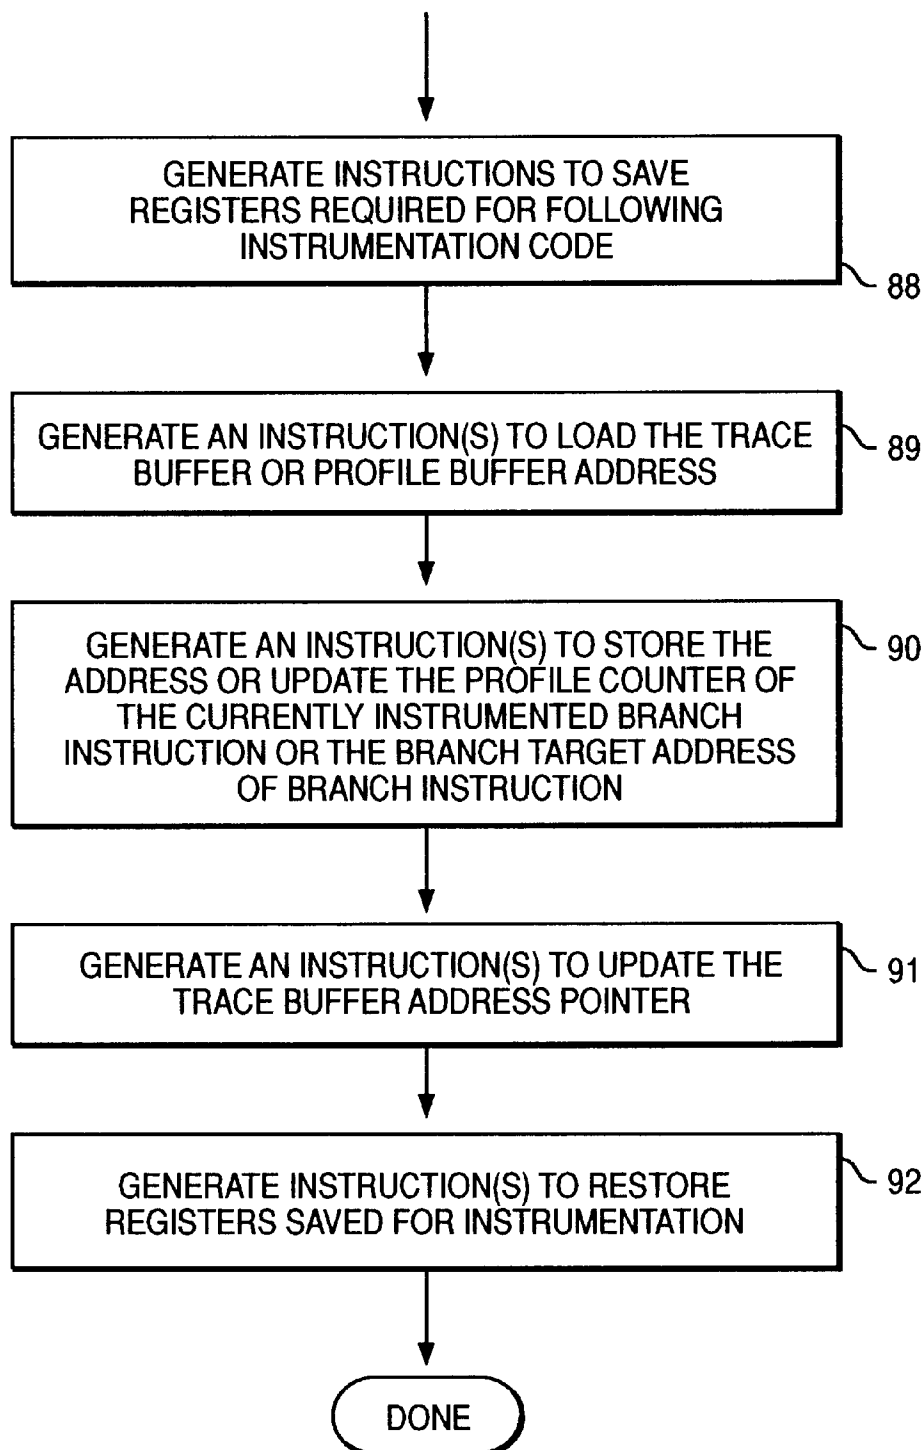 GENERATE INSTRUCTIONS TO SAVE
REGISTERS REQUIRED FOR FOLLOWING
INSTRUMENTATION CODE
88
GENERATE AN INSTRUCTION(S) TO LOAD THE TRACE
BUFFER OR PROFILE BUFFER ADDRESS
89
GENERATE AN INSTRUCTION(S) TO STORE THE
ADDRESS OR UPDATE THE PROFILE COUNTER OF
THE CURRENTLY INSTRUMENTED BRANCH
INSTRUCTION OR THE BRANCH TARGET ADDRESS
OF BRANCH INSTRUCTION
90
GENERATE AN INSTRUCTION(S) TO UPDATE THE
TRACE BUFFER ADDRESS POINTER
91
GENERATE INSTRUCTION(S) TO RESTORE
REGISTERS SAVED FOR INSTRUMENTATION
92
DONE